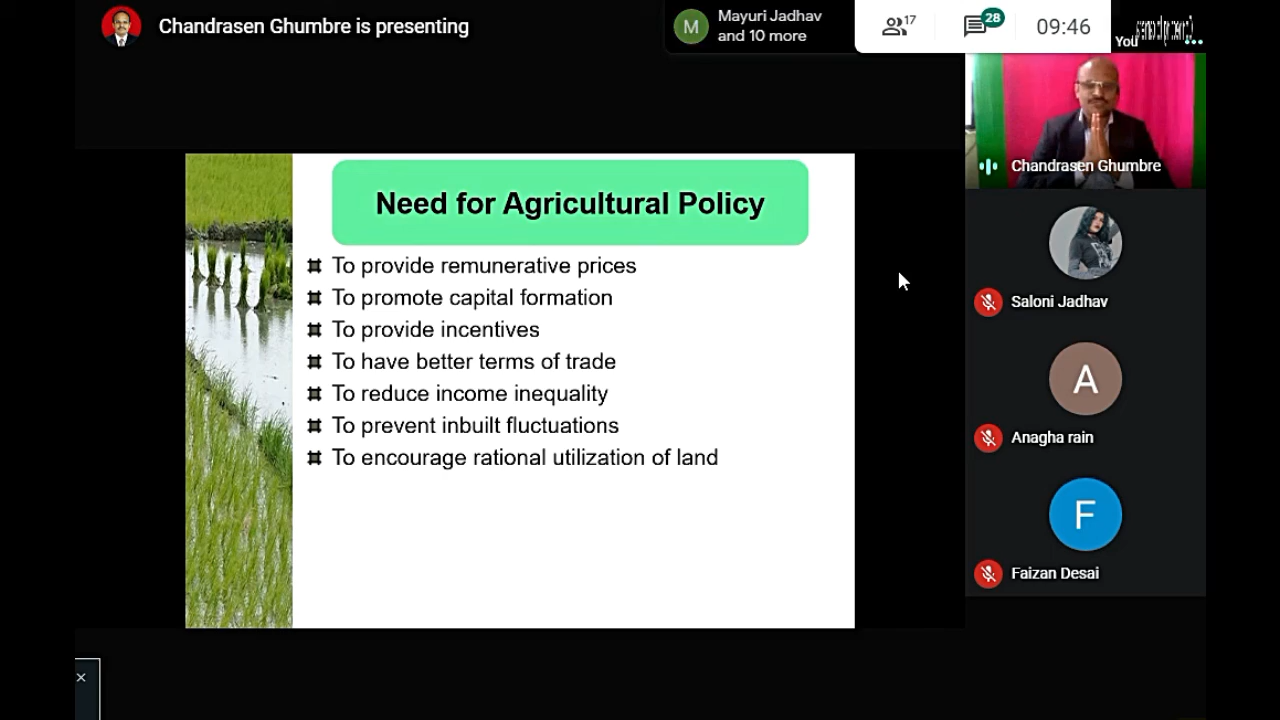 Chandrasen Ghumbre is presenting
M
Mayuri Jadhav
and 10 more
17
28
09:46
You
Chandrasen Ghumbre
Need for Agricultural Policy
To provide remunerative prices
To promote capital formation
To provide incentives
To have better terms of trade
To reduce income inequality
To prevent inbuilt fluctuations
To encourage rational utilization of land
Saloni Jadhav
A
Anagha rain
F
Faizan Desai